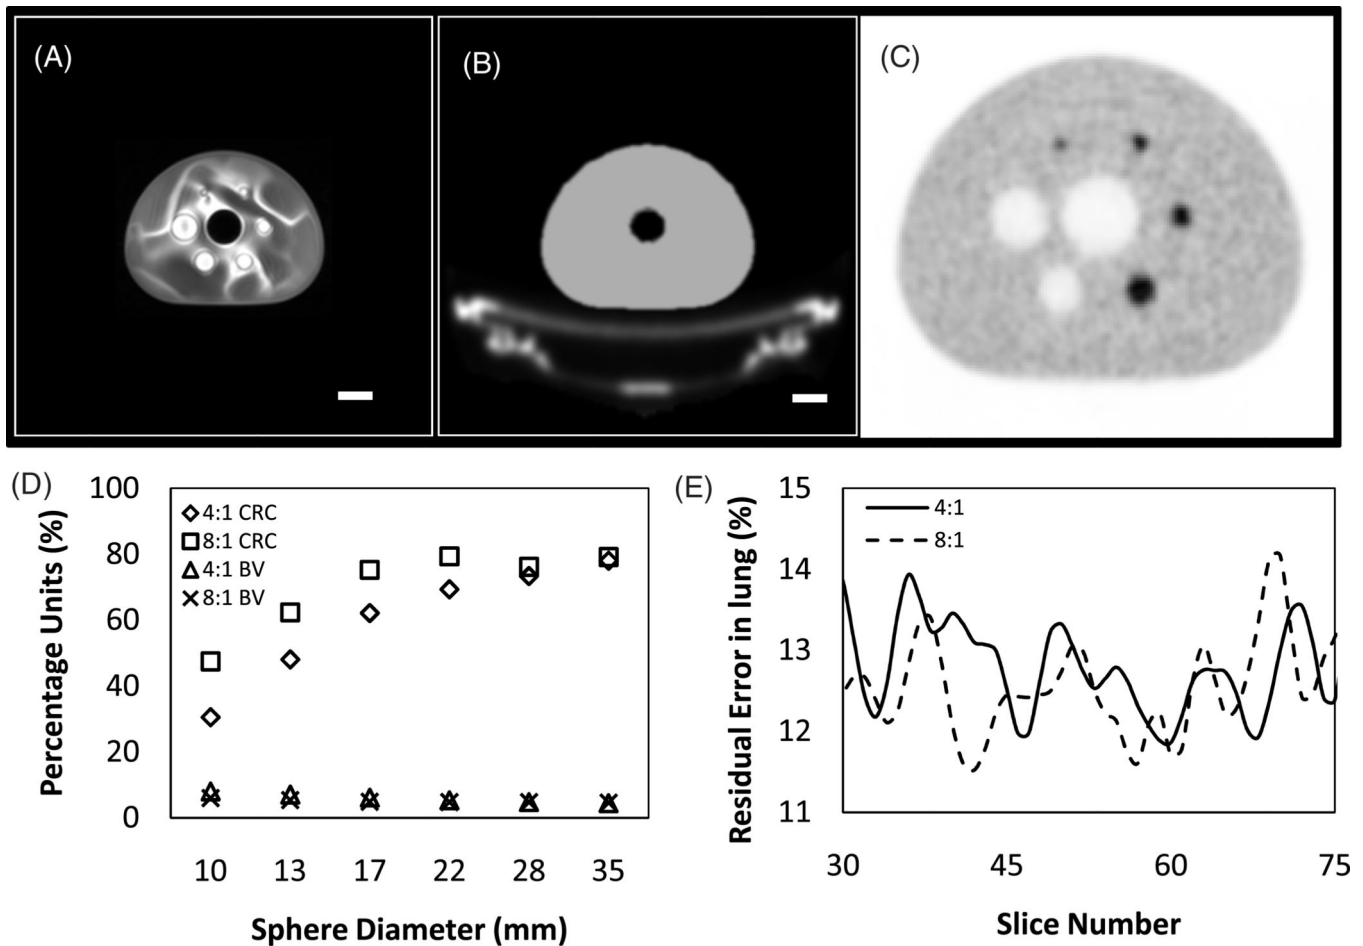 (A)
(B)
(C)
(D)
Percentage Units (%)
100
80
60
40
20
0
4:1 CRC
8:1 CRC
4:1 BV
8:1 BV
10 13 17 22 28 35
Sphere Diameter (mm)
(E)
Residual Error in lung (%)
15
14
13
12
11
4:1
8:1
30 45 60 75
Slice Number